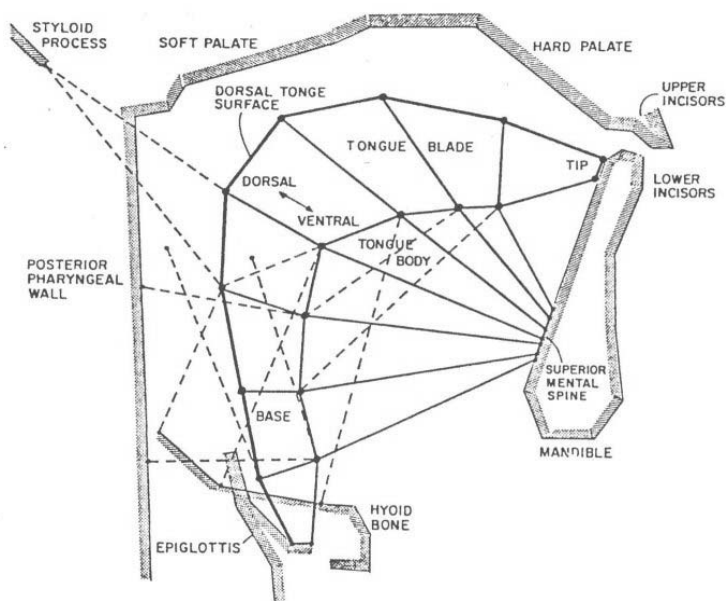 STYLOID
PROCESS
SOFT PALATE
HARD PALATE
UPPER
INCISORS
DORSAL TONGE
SURFACE
TONGUE BLADE
TIP
LOWER
INCISORS
DORSAL
VENTRAL
TONGUE
BODY
POSTERIOR
PHARYNGEAL
WALL
SUPERIOR
MENTAL
SPINE
BASE
MANDIBLE
HYOID
BONE
EPIGLOTTIS